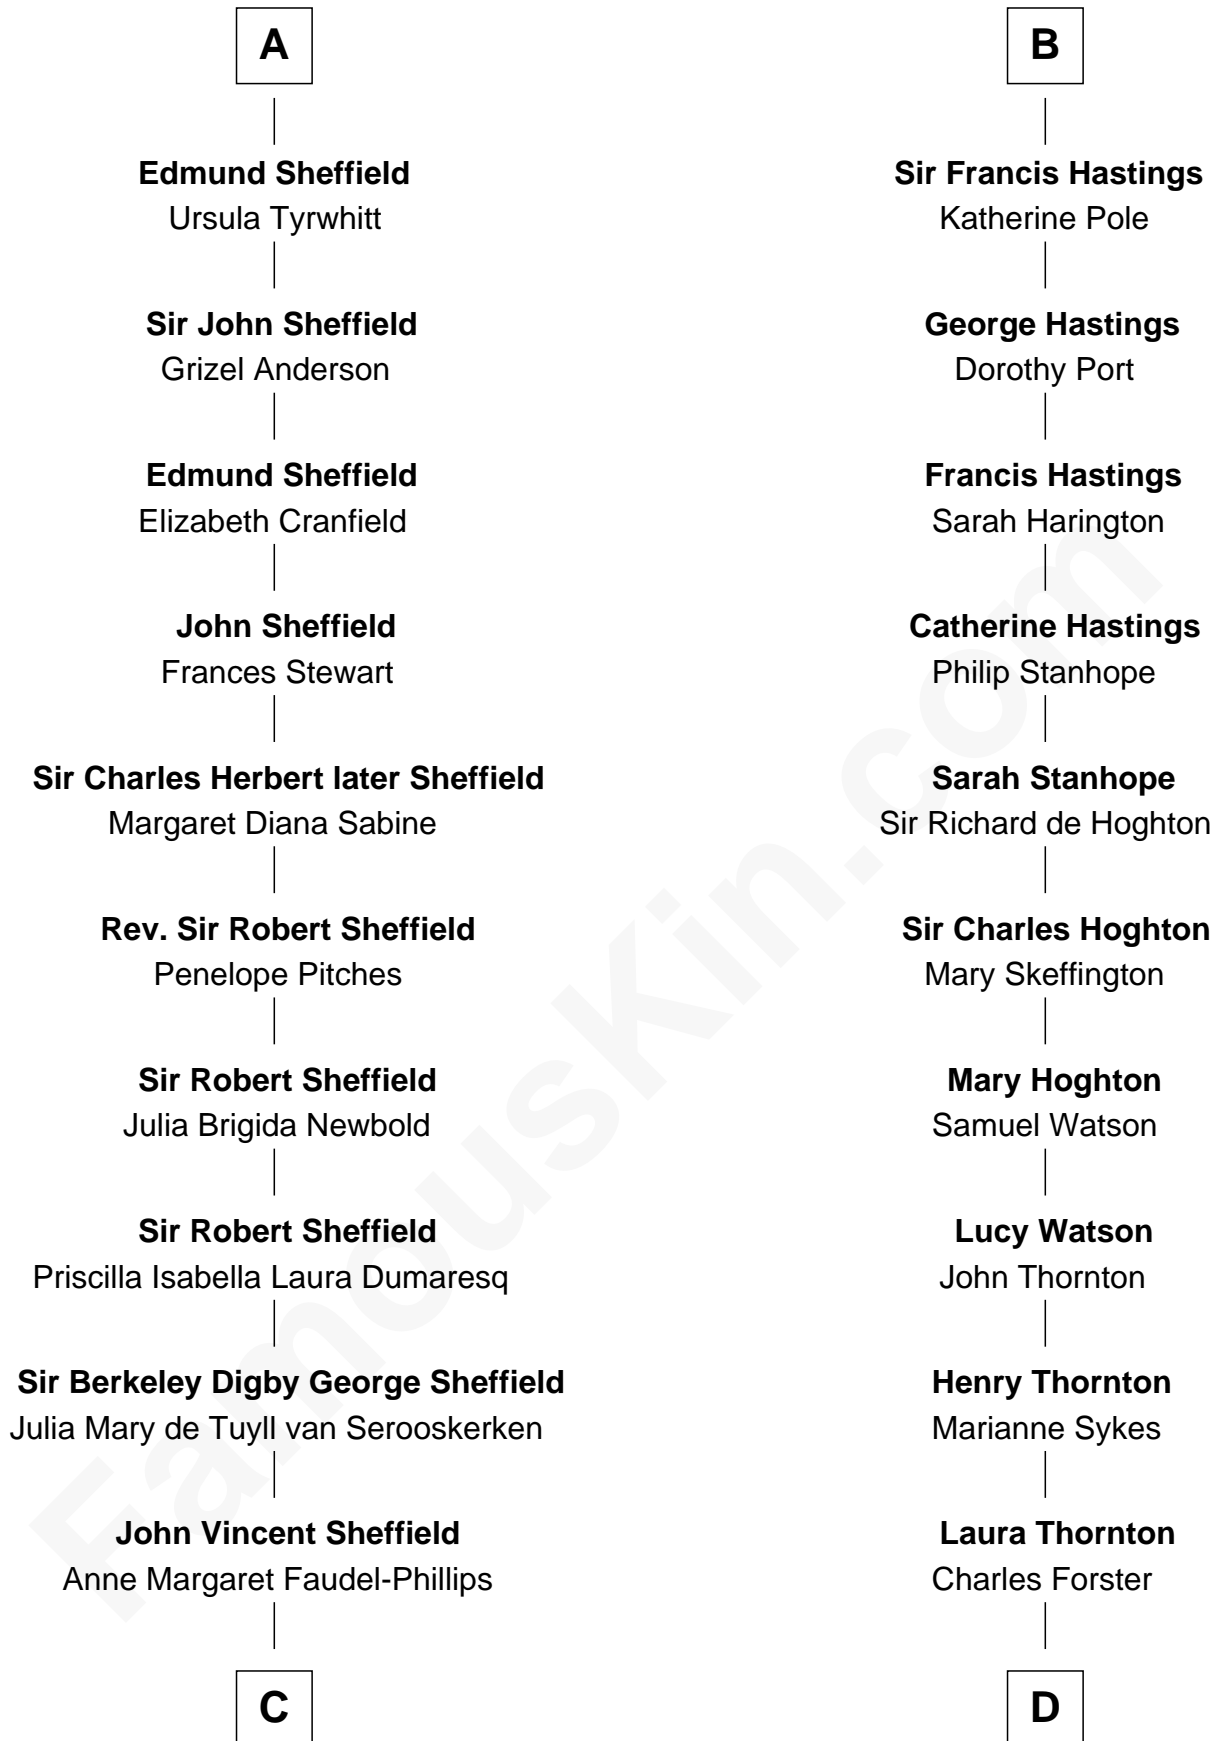 A
Edmund Sheffield
Ursula Tyrwhitt
Sir John Sheffield
Grizel Anderson
Edmund Sheffield
Elizabeth Cranfield
John Sheffield
Frances Stewart
Sir Charles Herbert later Sheffield
Margaret Diana Sabine
Rev. Sir Robert Sheffield
Penelope Pitches
Sir Robert Sheffield
Julia Brigida Newbold
Sir Robert Sheffield
Priscilla Isabella Laura Dumaresq
Sir Berkeley Digby George Sheffield
Julia Mary de Tuyll van Serooskerken
John Vincent Sheffield
Anne Margaret Faudel-Phillips
C
B
Sir Francis Hastings
Katherine Pole
George Hastings
Dorothy Port
Francis Hastings
Sarah Harington
Catherine Hastings
Philip Stanhope
Sarah Stanhope
Sir Richard de Hoghton
Sir Charles Hoghton
Mary Skeffington
Mary Hoghton
Samuel Watson
Lucy Watson
John Thornton
Henry Thornton
Marianne Sykes
Laura Thornton
Charles Forster
D
FamousKin.com